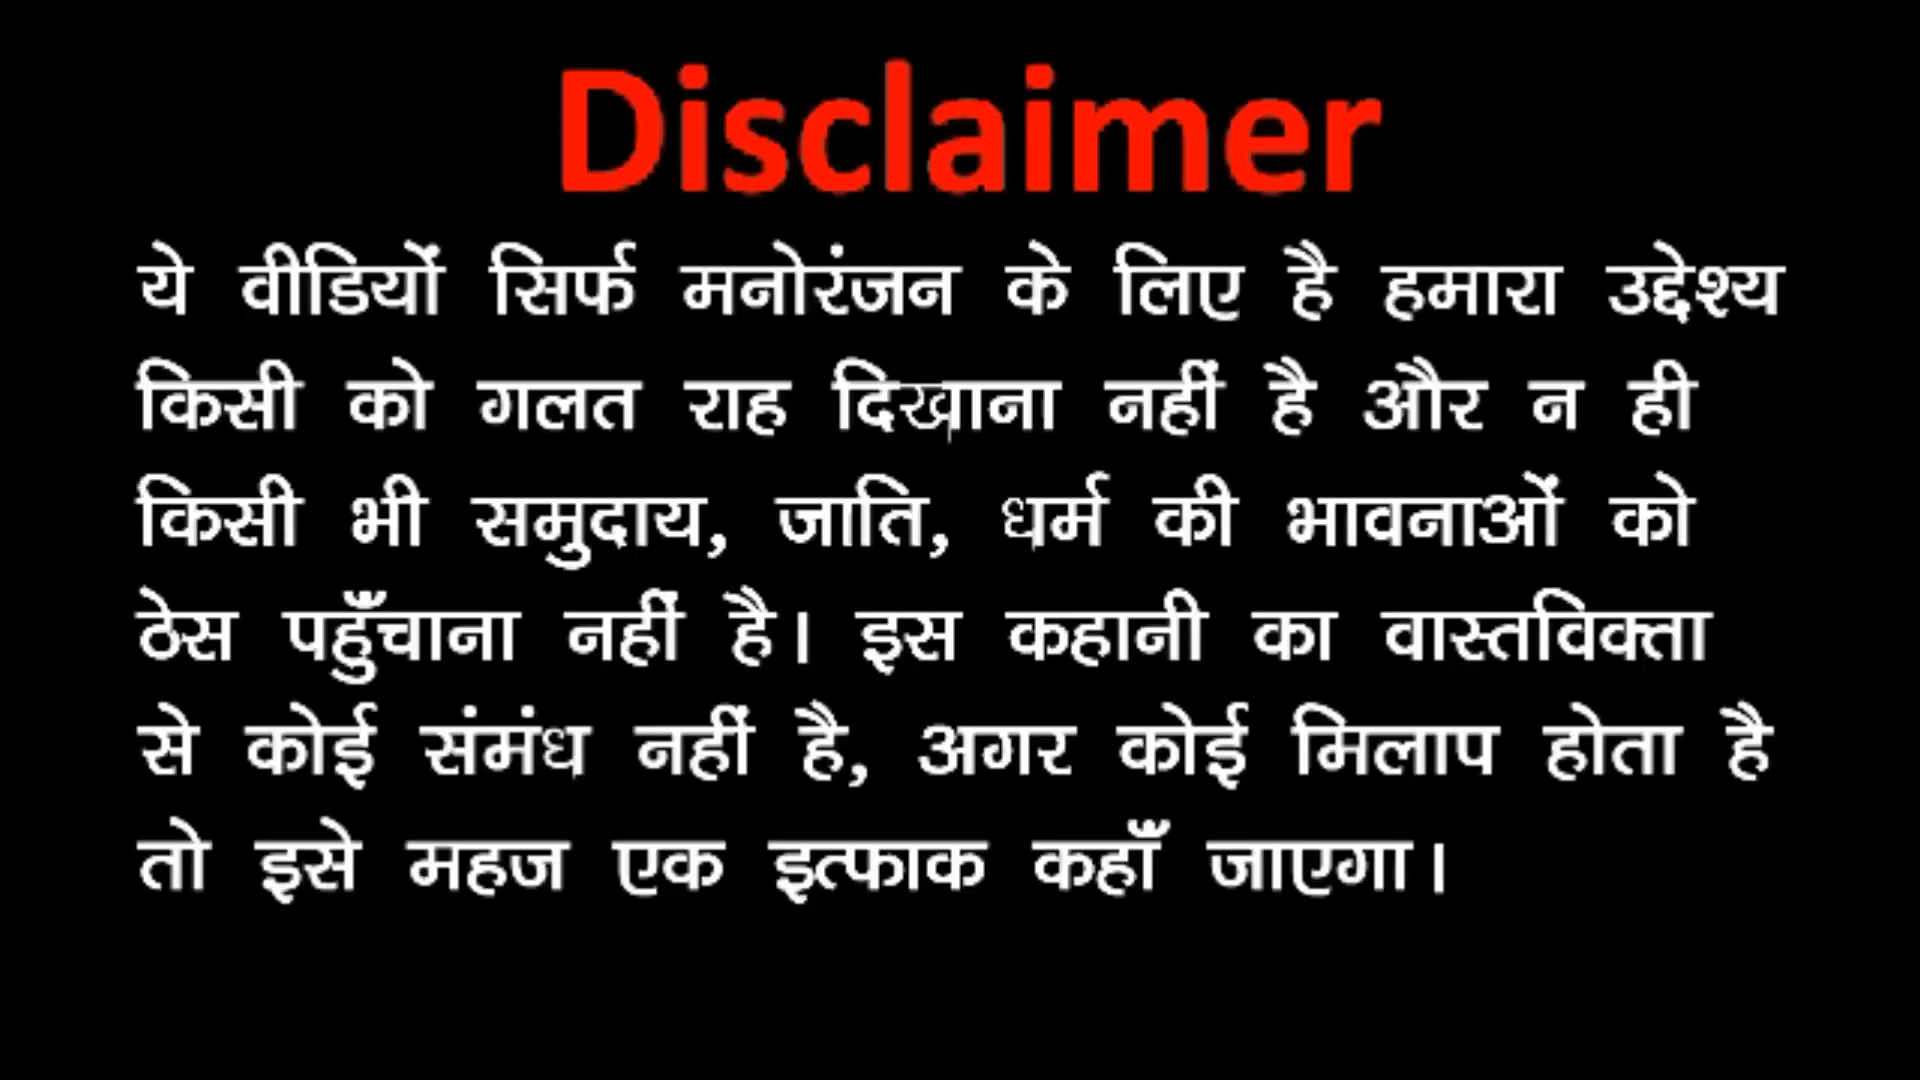 Disclaimer
ये वीडियों सिर्फ मनोरंजन के लिए है हमारा उद्देश्य
किसी को गलत राह दिखाना नहीं है और न ही
किसी भी समुदाय, जाति, धर्म की भावनाओं को
ठेस पहुँचाना नहीं है। इस कहानी का वास्तविक्ता
से कोई संमंध नहीं है, अगर कोई मिलाप होता है
तो इसे महज एक इत्फाक कहाँ जाएगा।